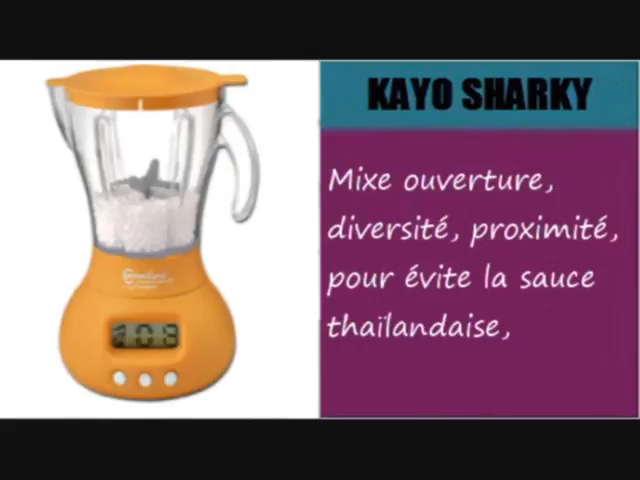 KAYO SHARKY
Mixe ouverture,
diversité, proximité,
pour évite la sauce
thaïlandaise,